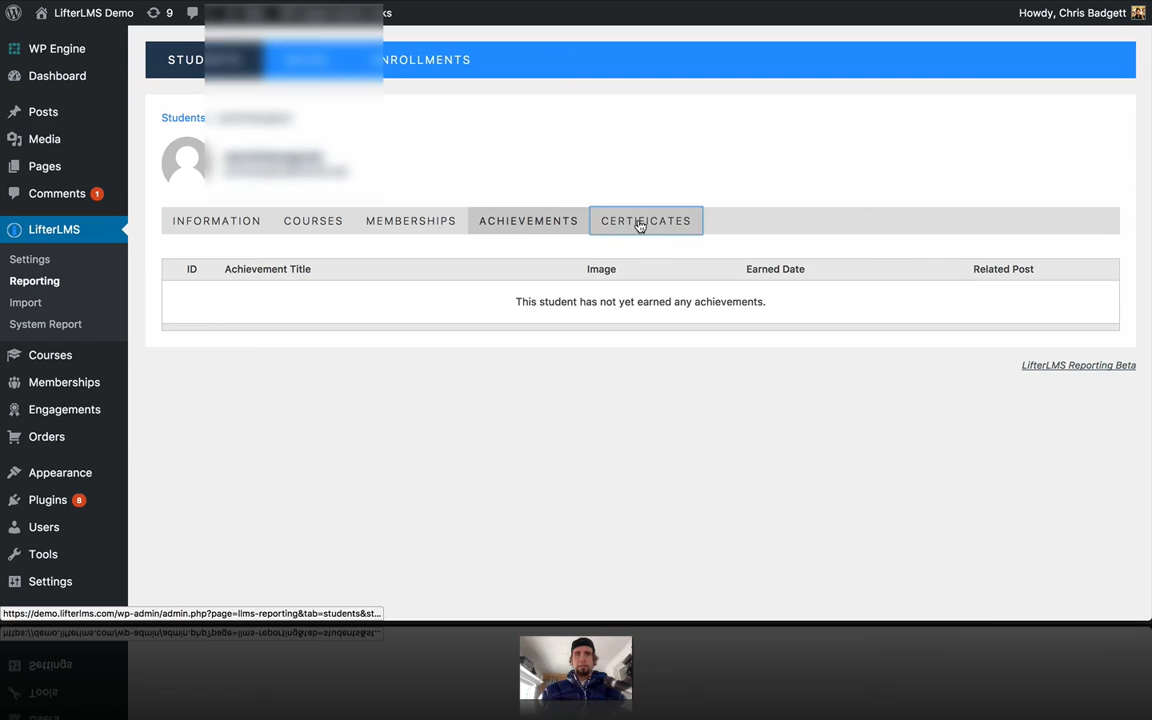 LifterLMS Demo 9
Howdy, Chris Badgett
WP Engine
Dashboard
Posts
Media
Pages
Comments 1
LifterLMS
Settings
Reporting
Import
System Report
Courses
Memberships
Engagements
Orders
Appearance
Plugins 8
Users
Tools
Settings
Students
INFORMATION COURSES MEMBERSHIPS ACHIEVEMENTS CERTIFICATES
ID Achievement Title Image Earned Date Related Post
This student has not yet earned any achievements.
LifterLMS Reporting Beta
https://demo.lifterlms.com/wp-admin/admin.php?page=llms-reporting&tab=students&st...